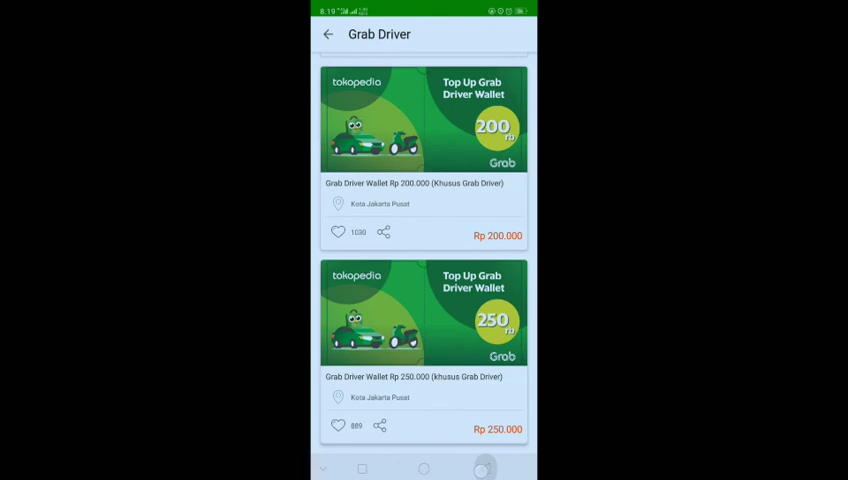 8.19
Grab Driver
tokopedia
Top Up Grab
Driver Wallet
200
rb
Grab
Grab Driver Wallet Rp 200.000 (Khusus Grab Driver)
Kota Jakarta Pusat
1030
Rp 200.000
tokopedia
Top Up Grab
Driver Wallet
250
rb
Grab
Grab Driver Wallet Rp 250.000 (khusus Grab Driver)
Kota Jakarta Pusat
889
Rp 250.000